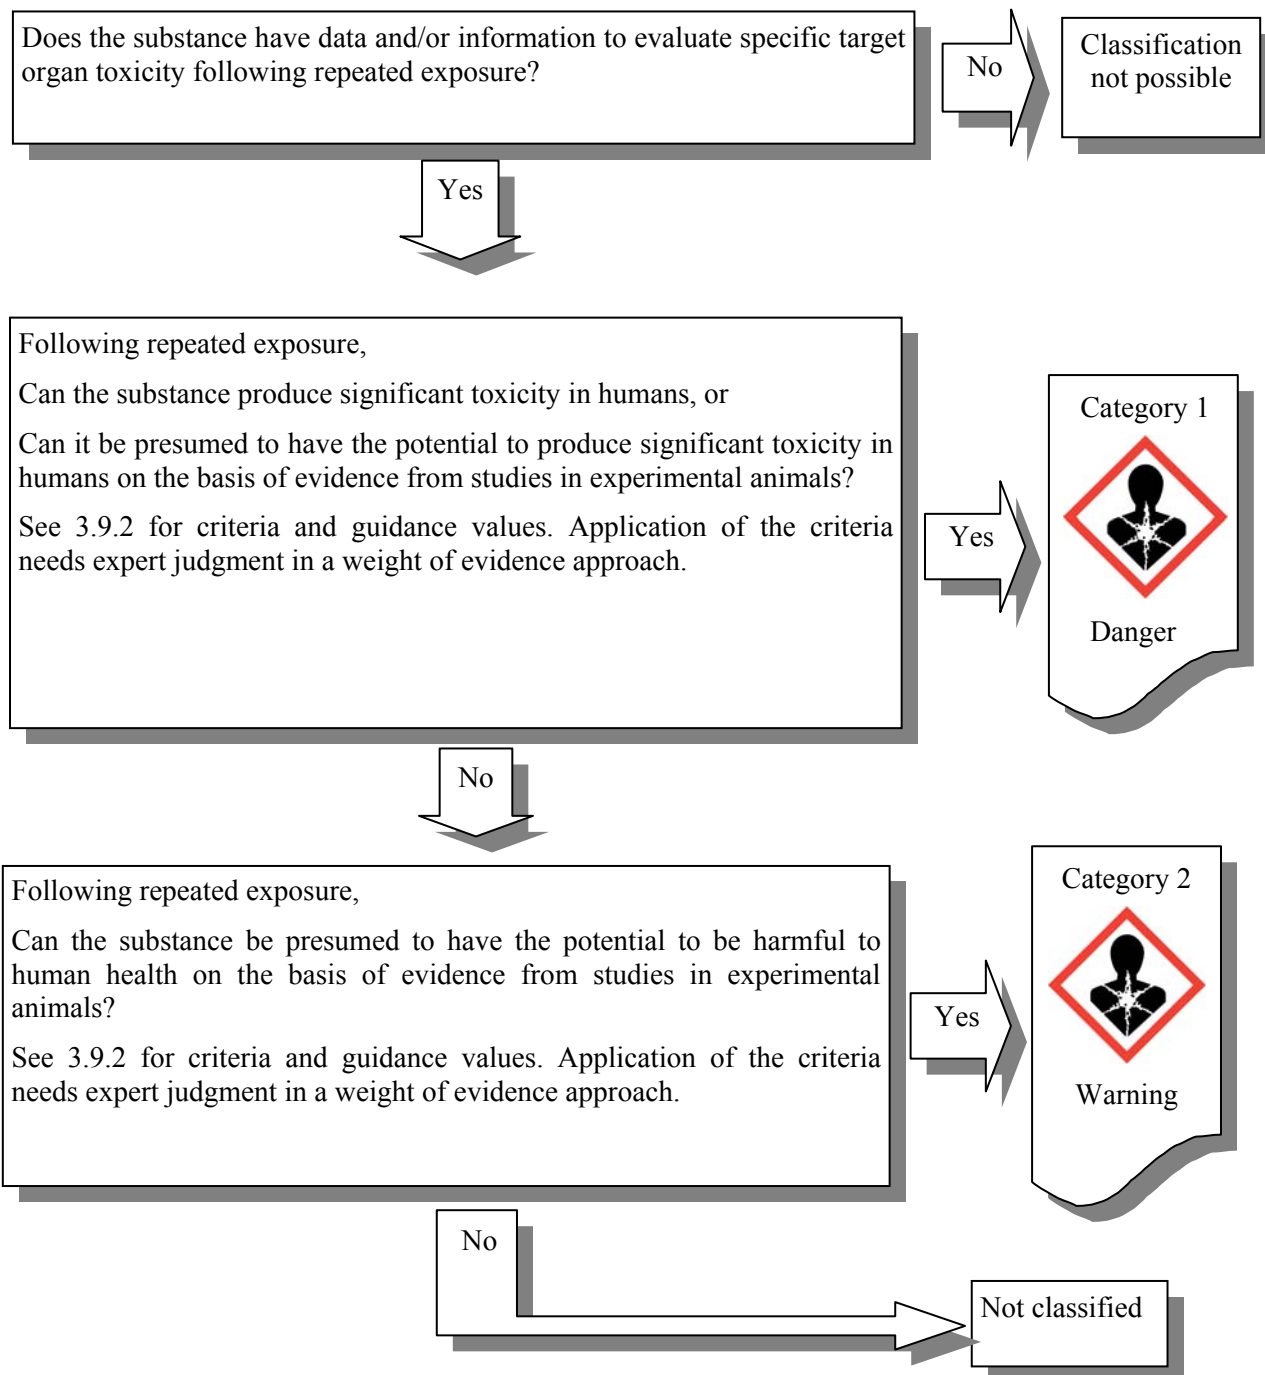 Does the substance have data and/or information to evaluate specific target
organ toxicity following repeated exposure?
No
Classification
not possible
Yes
Following repeated exposure,
Can the substance produce significant toxicity in humans, or
Can it be presumed to have the potential to produce significant toxicity in
humans on the basis of evidence from studies in experimental animals?
See 3.9.2 for criteria and guidance values. Application of the criteria
needs expert judgment in a weight of evidence approach.
Yes
Category 1
Danger
No
Following repeated exposure,
Can the substance be presumed to have the potential to be harmful to
human health on the basis of evidence from studies in experimental
animals?
See 3.9.2 for criteria and guidance values. Application of the criteria
needs expert judgment in a weight of evidence approach.
Yes
Category 2
Warning
No
Not classified